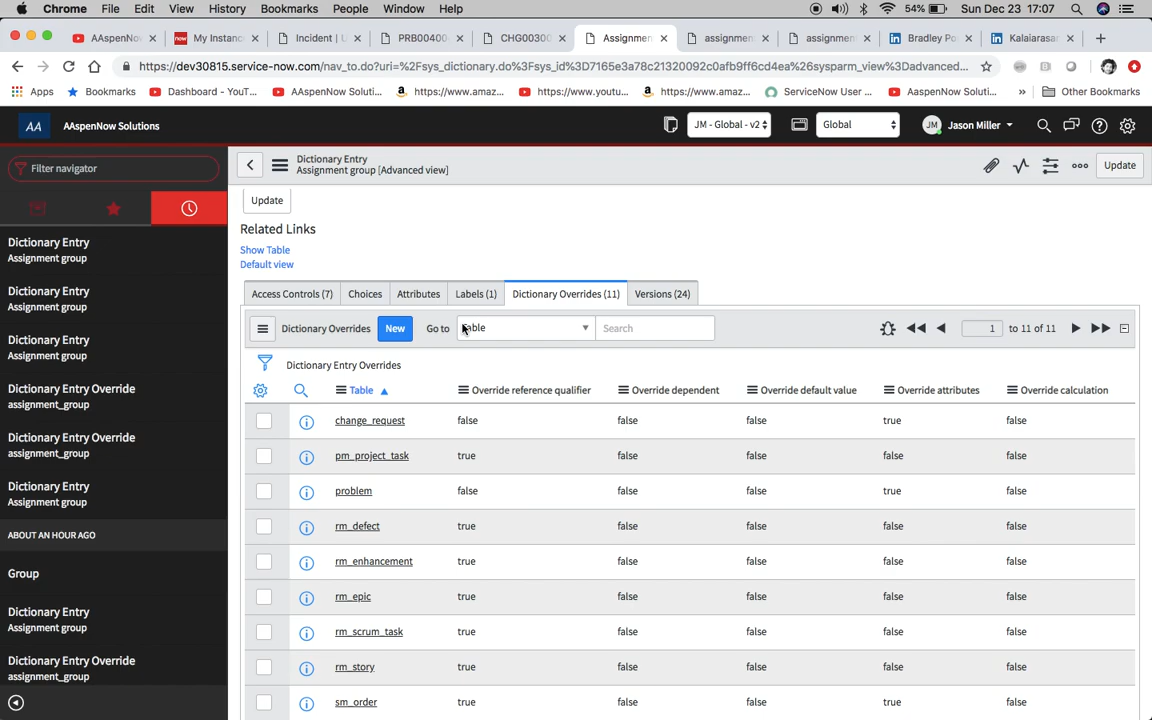 Chrome File Edit View History Bookmarks People Window Help 54% Sun Dec 23 17:07
AAspenNow My Instanc Incident | U PRB00400 CHG00300 Assignmen assignmen assignment Bradley Po Kalaiarasa
https://dev30815.service-now.com/nav_to.do?uri=%2Fsys_dictionary.do%3Fsys_id%3D7165e3a78c21320092c0afb9ff6cd4ea%26sysparm_view%3Dadvanced...
Apps Bookmarks Dashboard - YouT... AAspenNow Soluti... https://www.amaz... https://www.youtu... https://www.amaz... ServiceNow User ... AAspenNow Soluti... » Other Bookmarks
AA AAspenNow Solutions JM - Global - v2 Global JM Jason Miller
Filter navigator
Dictionary Entry
Assignment group
Dictionary Entry
Assignment group
Dictionary Entry
Assignment group
Dictionary Entry Override
assignment_group
Dictionary Entry Override
assignment_group
Dictionary Entry
Assignment group
ABOUT AN HOUR AGO
Group
Dictionary Entry
Assignment group
Dictionary Entry Override
assignment_group
Dictionary Entry
Assignment group [Advanced view]
Update
Update
Related Links
Show Table
Default view
Access Controls (7) Choices Attributes Labels (1) Dictionary Overrides (11) Versions (24)
Dictionary Overrides New Go to Table Search 1 to 11 of 11
Dictionary Entry Overrides
Table Override reference qualifier Override dependent Override default value Override attributes Override calculation
change_request false false false true false
pm_project_task true false false false false
problem false false false true false
rm_defect true false false false false
rm_enhancement true false false false false
rm_epic true false false false false
rm_scrum_task true false false false false
rm_story true false false false false
sm_order true false false true false